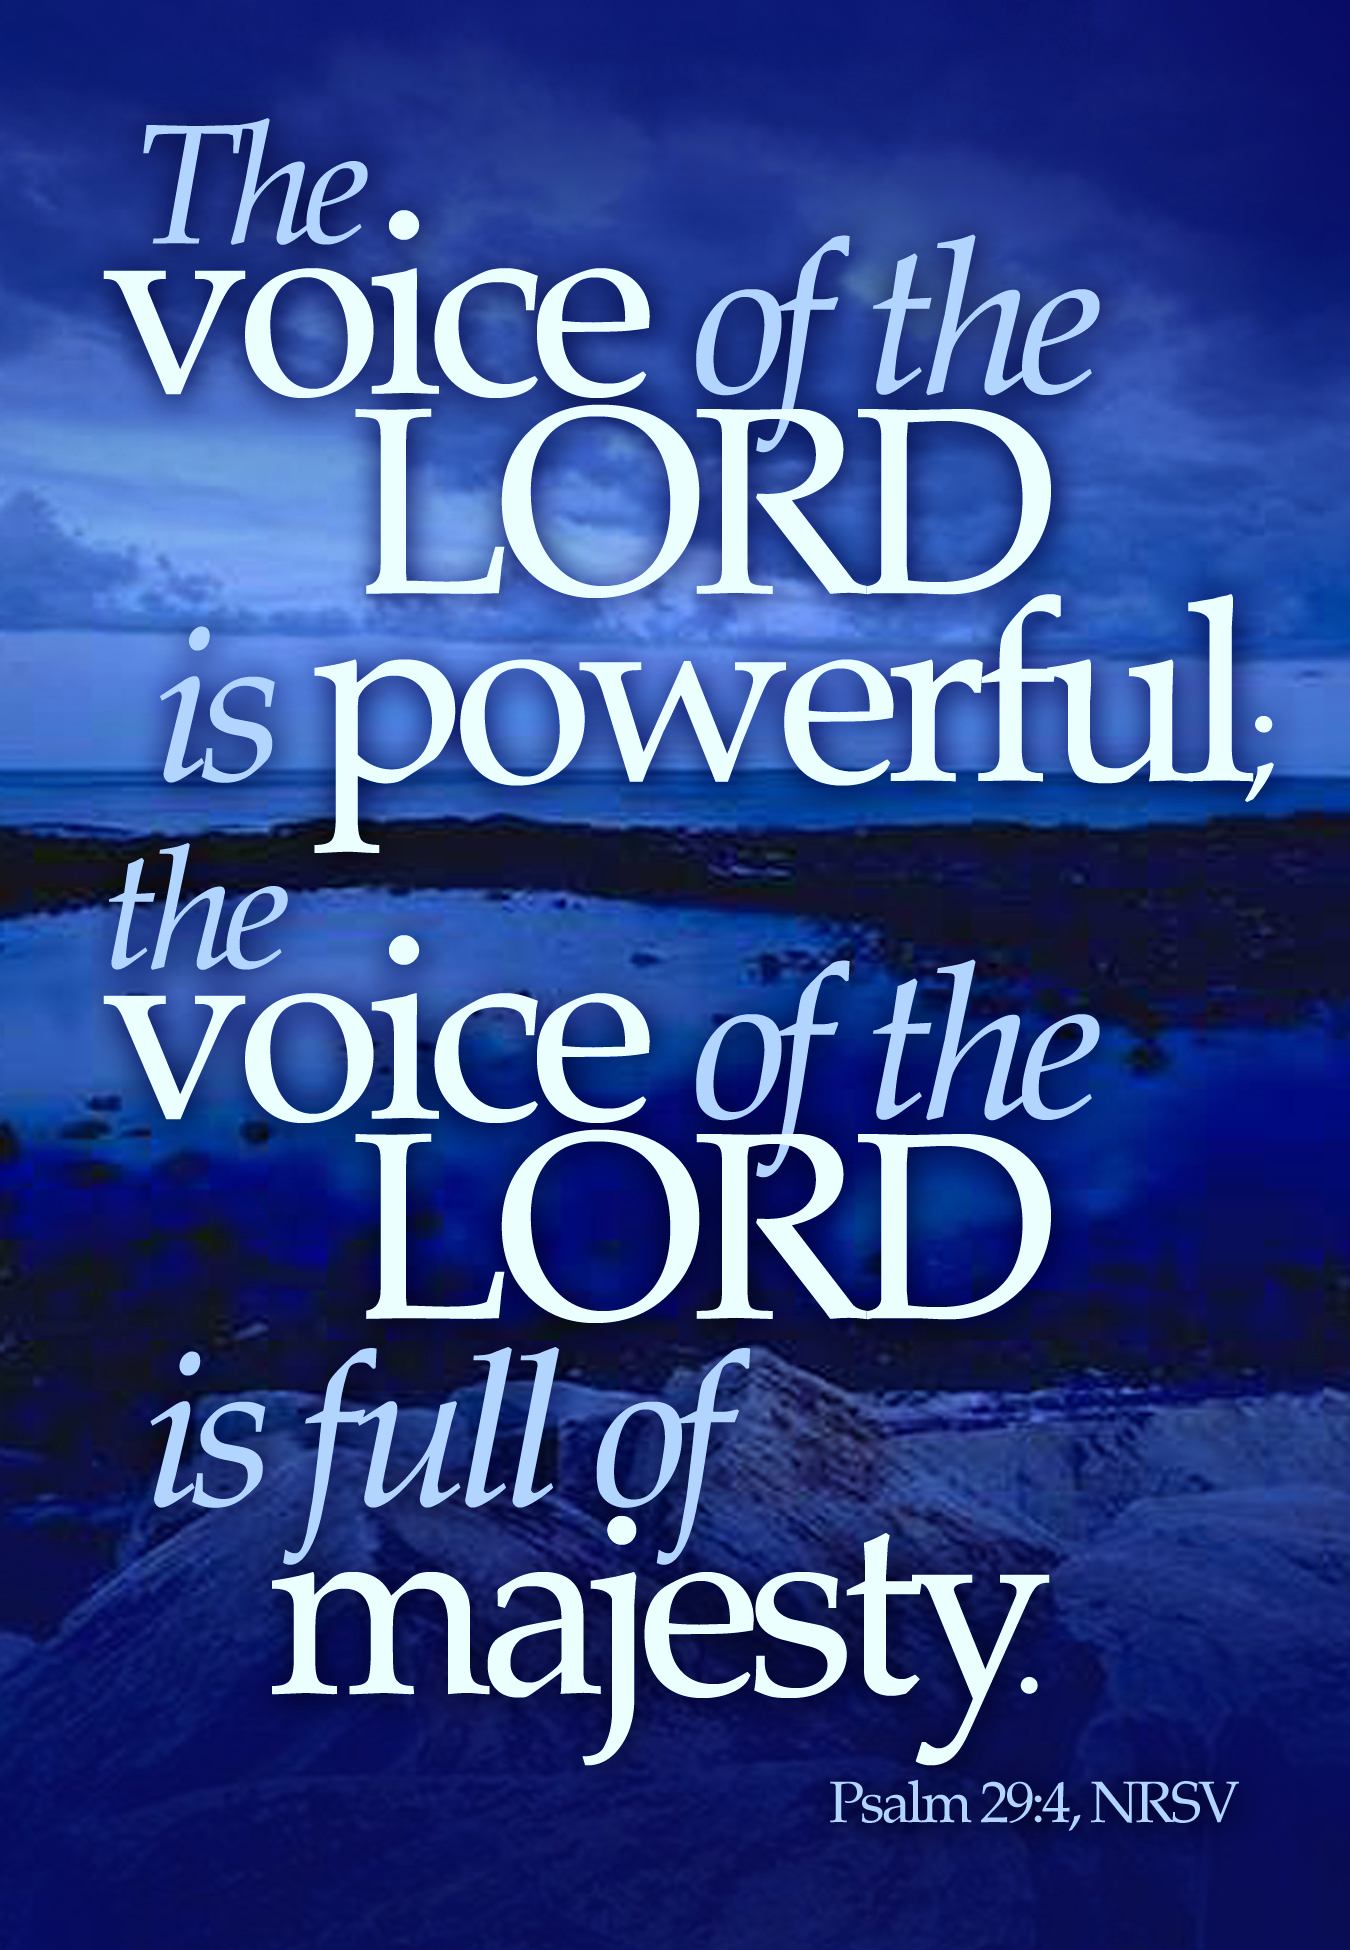 The
voice of the
LORD
is powerful;
the
voice of the
LORD
is full of
majesty.
Psalm 29:4, NRSV